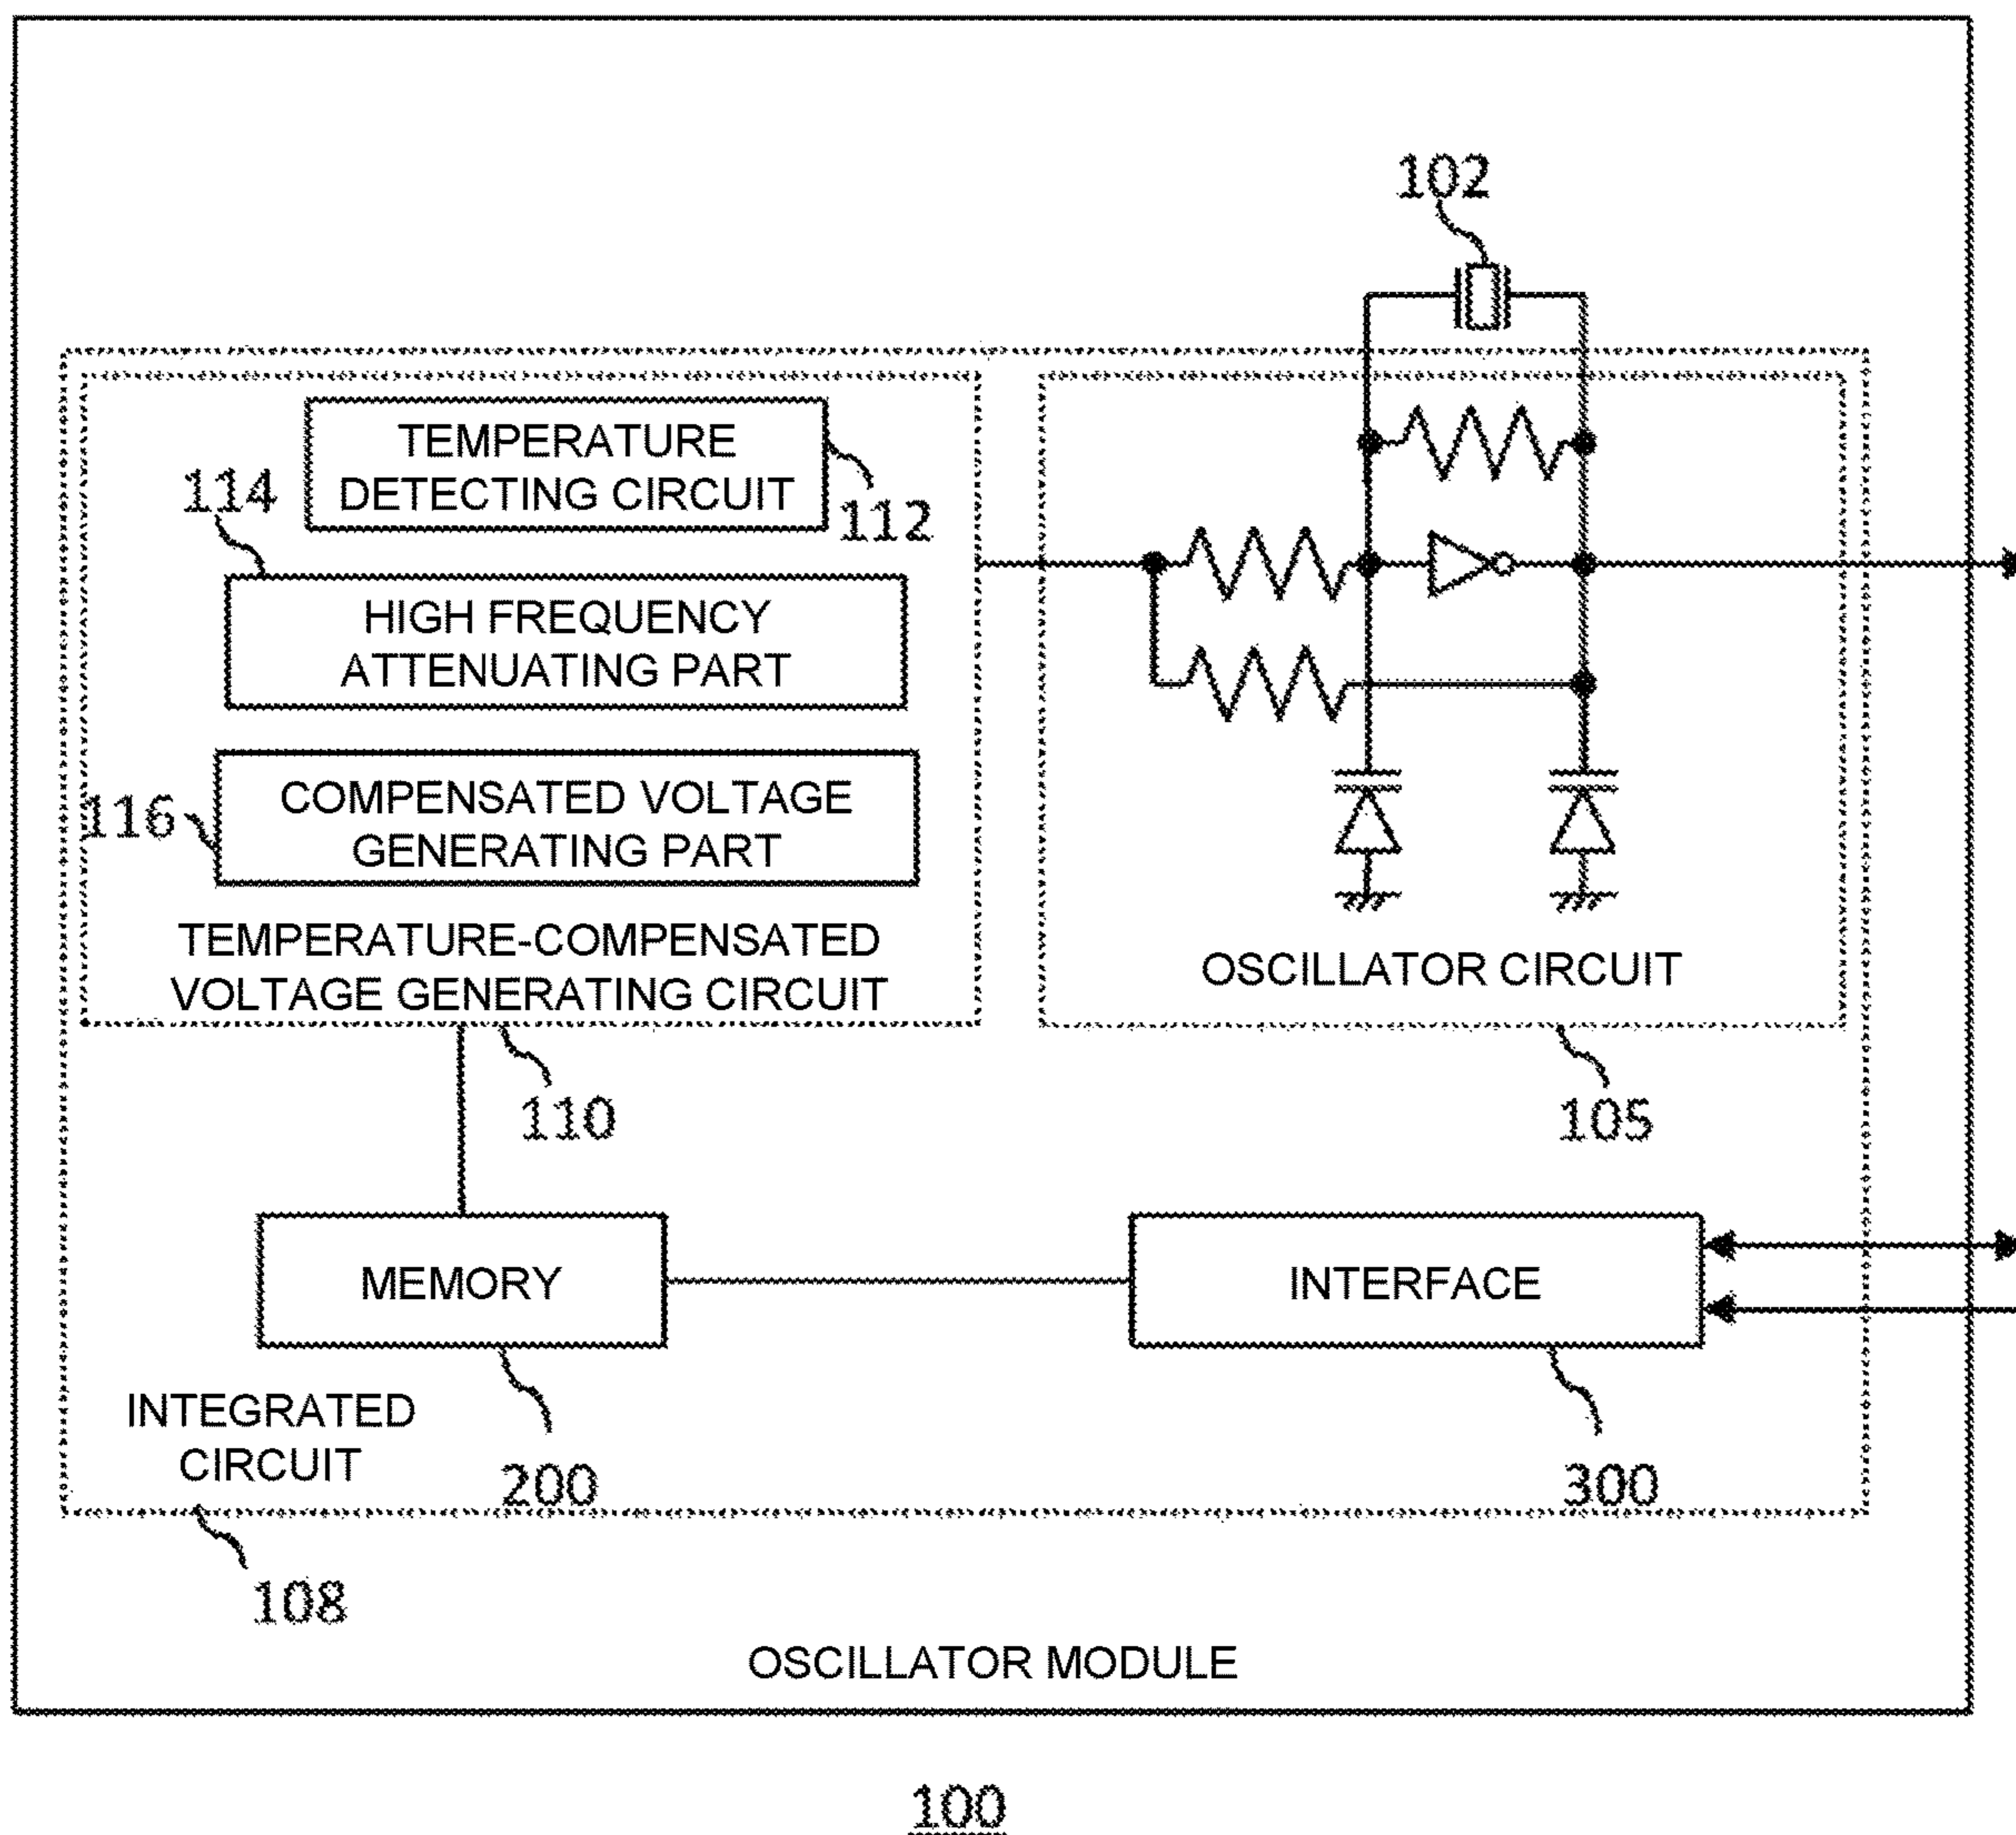 102
TEMPERATURE
DETECTING CIRCUIT
112
114
HIGH FREQUENCY
ATTENUATING PART
COMPENSATED VOLTAGE
GENERATING PART
116
TEMPERATURE-COMPENSATED
VOLTAGE GENERATING CIRCUIT
110
OSCILLATOR CIRCUIT
105
MEMORY
200
INTERFACE
300
INTEGRATED
CIRCUIT
108
OSCILLATOR MODULE
100